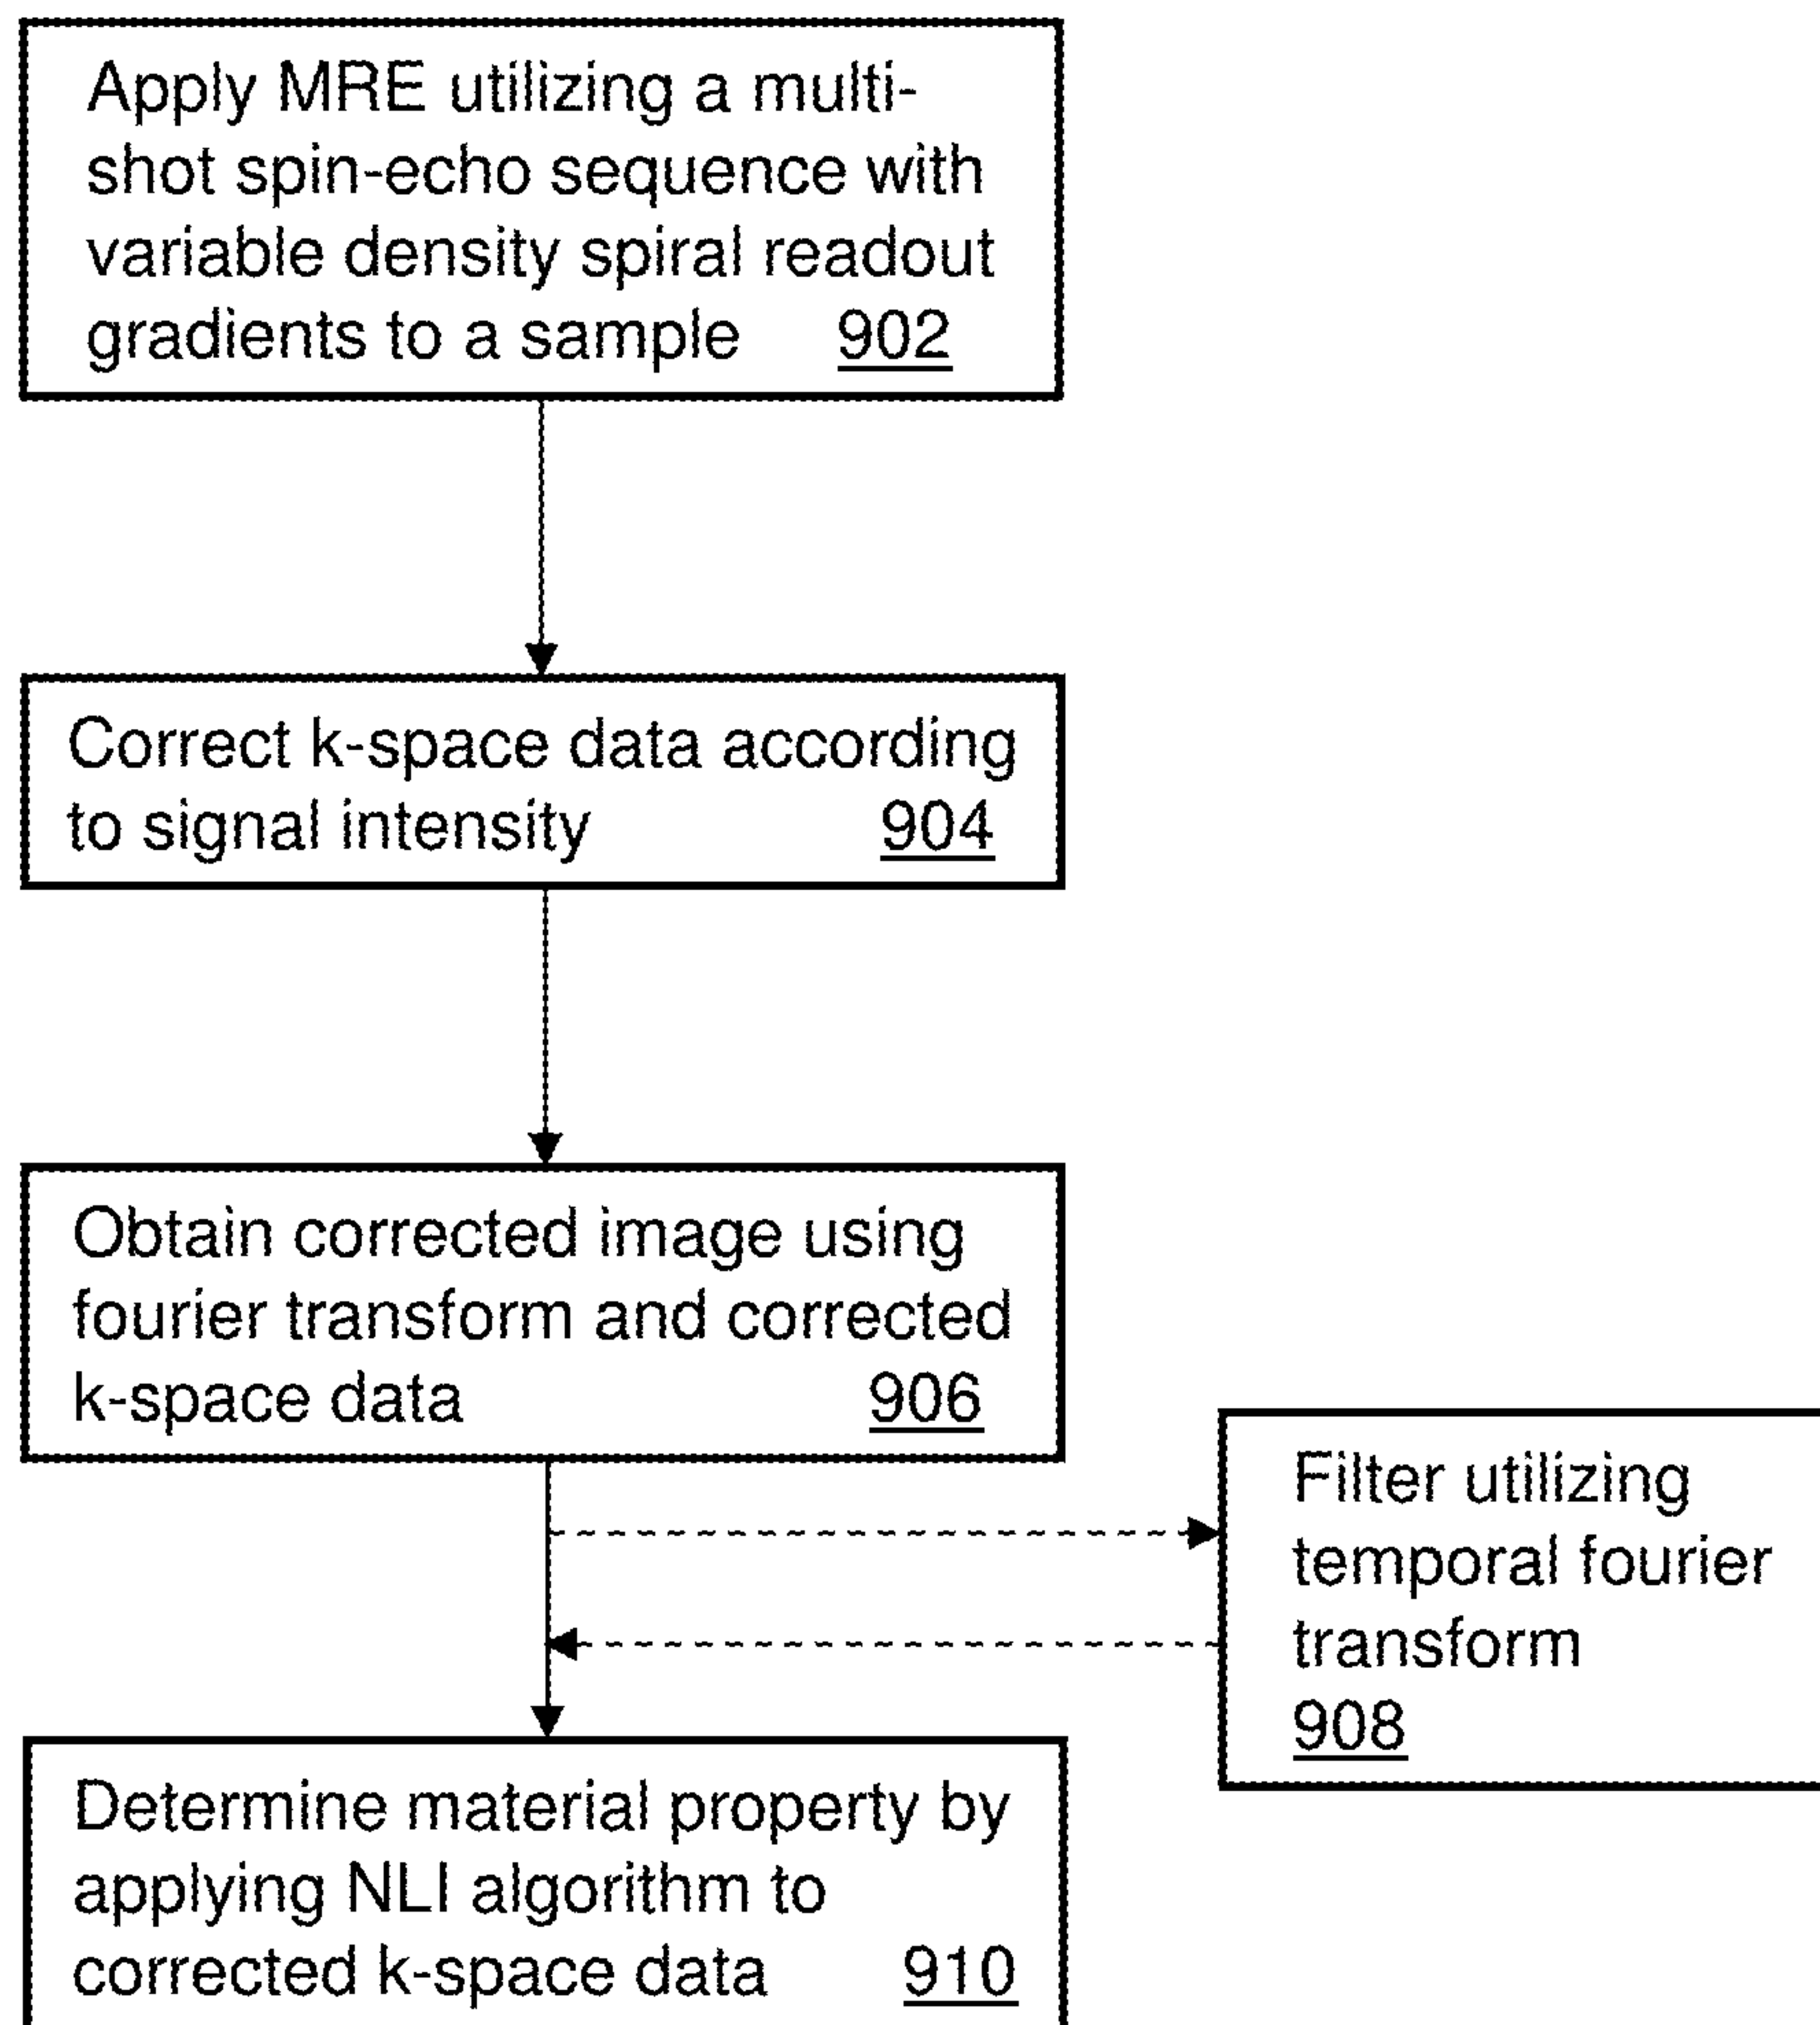 Apply MRE utilizing a multi-
shot spin-echo sequence with
variable density spiral readout
gradients to a sample 902
Correct k-space data according
to signal intensity 904
Obtain corrected image using
fourier transform and corrected
k-space data 906
Filter utilizing
temporal fourier
transform
908
Determine material property by
applying NLI algorithm to
corrected k-space data 910